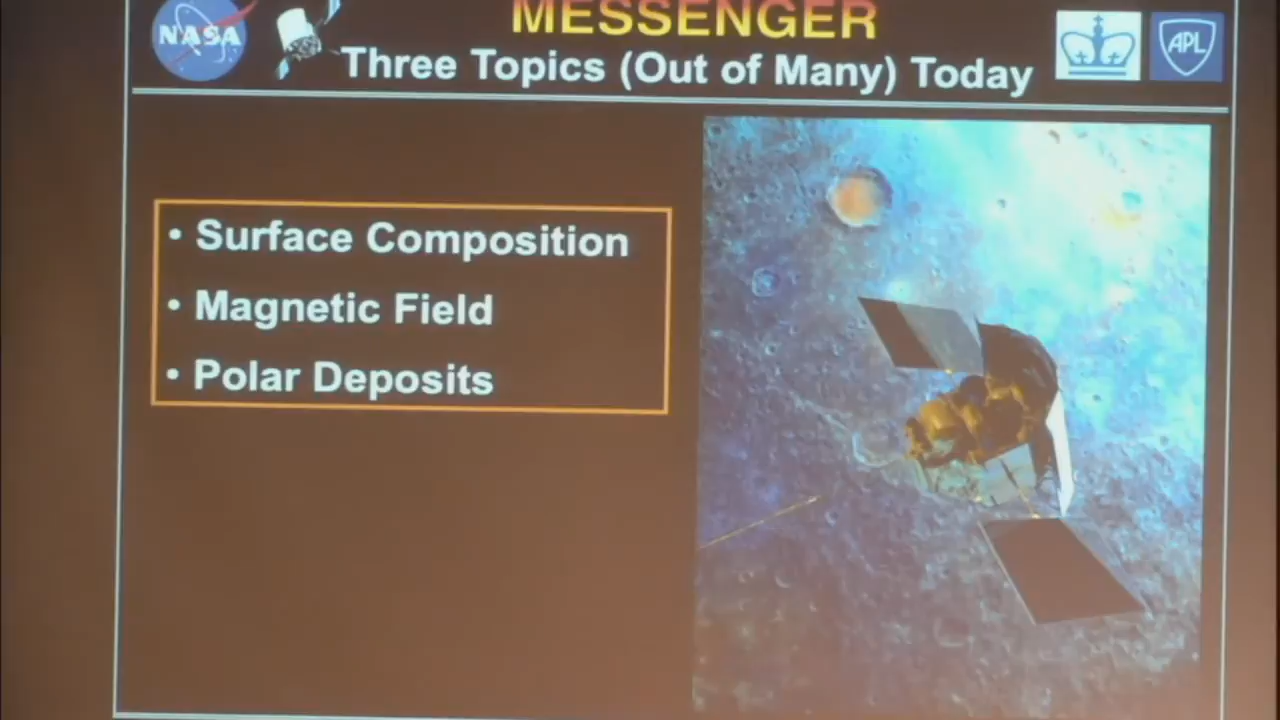 MESSENGER
NASA
Three Topics (Out of Many) Today
APL
• Surface Composition
• Magnetic Field
• Polar Deposits